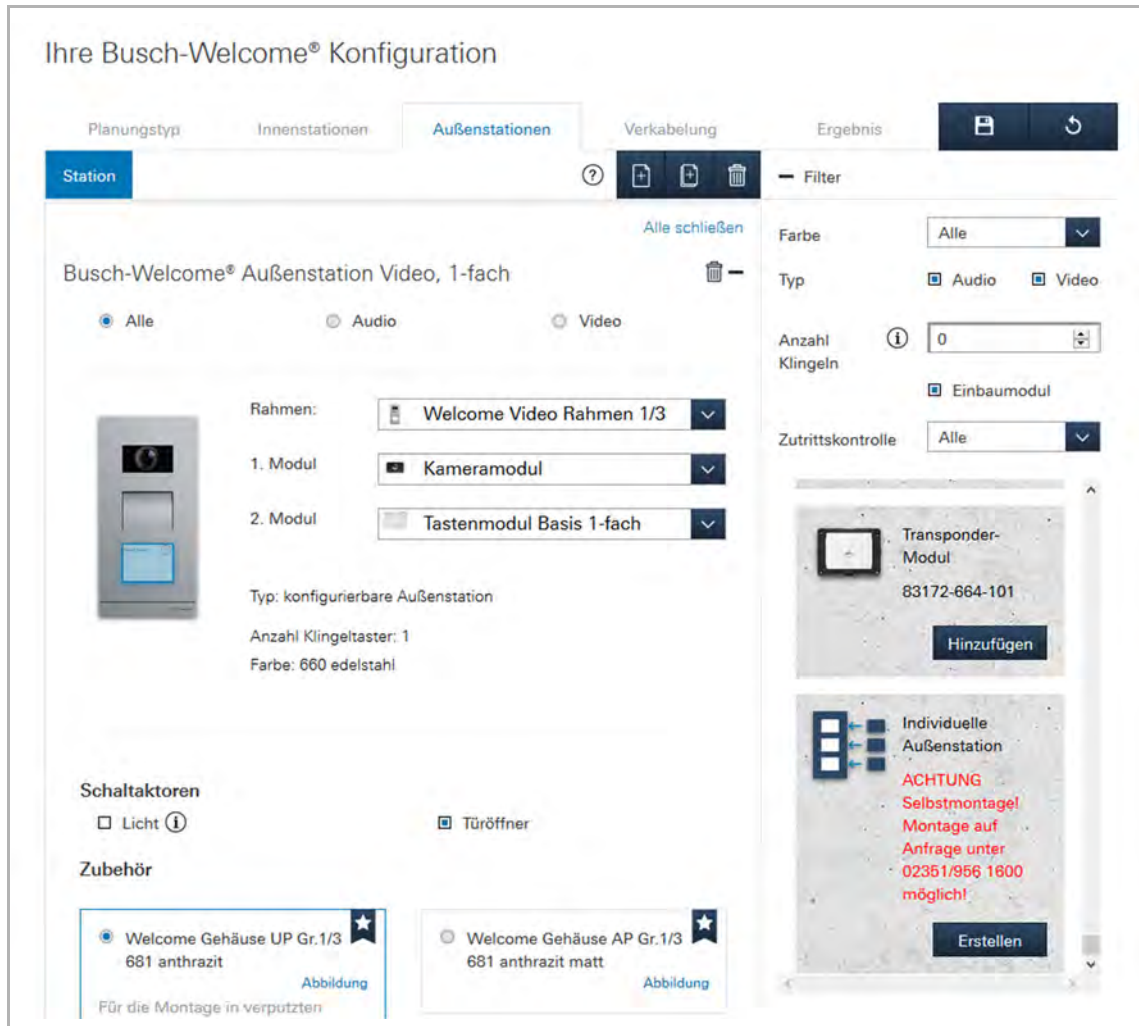 Ihre Busch-Welcome® Konfiguration
Planungstyp
Innenstationen
Außenstationen
Verkabelung
Ergebnis
Station
?
Filter
Alle schließen
Busch-Welcome® Außenstation Video, 1-fach
Alle
Audio
Video
Rahmen:
Welcome Video Rahmen 1/3
1. Modul
Kameramodul
2. Modul
Tastenmodul Basis 1-fach
Typ: konfigurierbare Außenstation
Anzahl Klingeltaster: 1
Farbe: 660 edelstahl
Schaltaktoren
Licht i
Türöffner
Zubehör
Welcome Gehäuse UP Gr.1/3
681 anthrazit
Abbildung
Für die Montage in verputzten
Welcome Gehäuse AP Gr.1/3
681 anthrazit matt
Abbildung
Farbe
Alle
Typ
Audio
Video
Anzahl
Klingeln
i
0
Einbaumodul
Zutrittskontrolle
Alle
Transponder-
Modul
83172-664-101
Hinzufügen
Individuelle
Außenstation
ACHTUNG
Selbstmontage!
Montage auf
Anfrage unter
02351/956 1600
möglich!
Erstellen